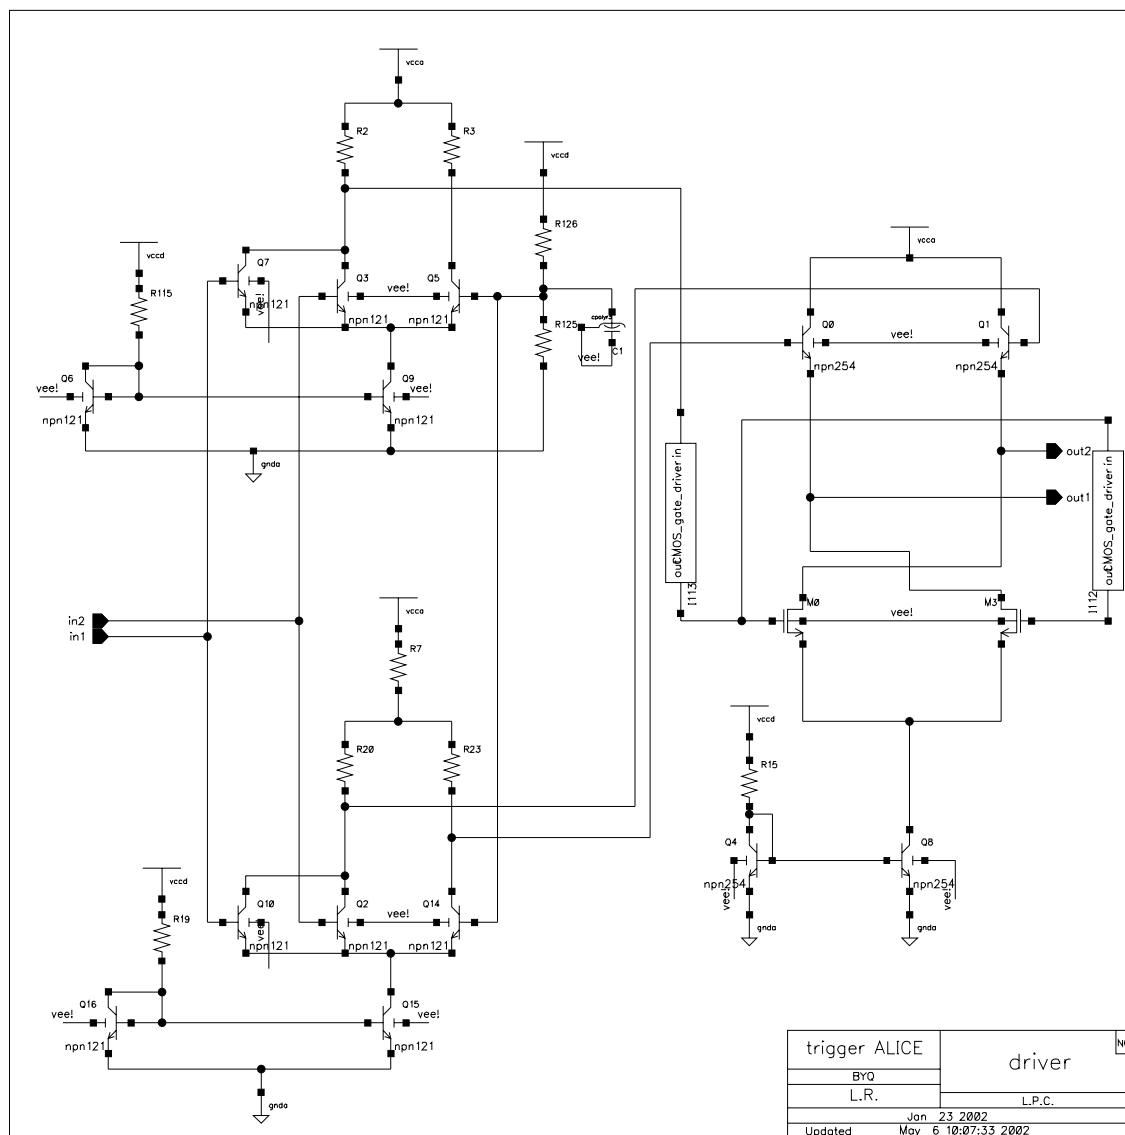 vcca
R2
R3
vccd
R126
vccd
vcca
Q7
Q3
vee!
Q5
R115
vee!
npn121
npn121
npn121
R125
cpolyr3
vee!
C1
Q0
vee!
Q1
npn254
npn254
Q6
vee!
npn121
Q9
vee!
npn121
gnda
out2
out1
outCMOS_gate_driver in
I113
outCMOS_gate_driver in
I112
M0
vee!
M3
in2
in1
vcca
R7
R20
R23
vccd
R15
Q4
vee!
npn254
Q8
vee!
npn254
gnda
gnda
vccd
R19
Q10
vee!
npn121
Q2
vee!
Q14
npn121
npn121
Q16
vee!
npn121
Q15
vee!
npn121
gnda
trigger ALICE
driver
BYQ
L.R.
L.P.C.
Jan 23 2002
Updated May 6 10:07:33 2002